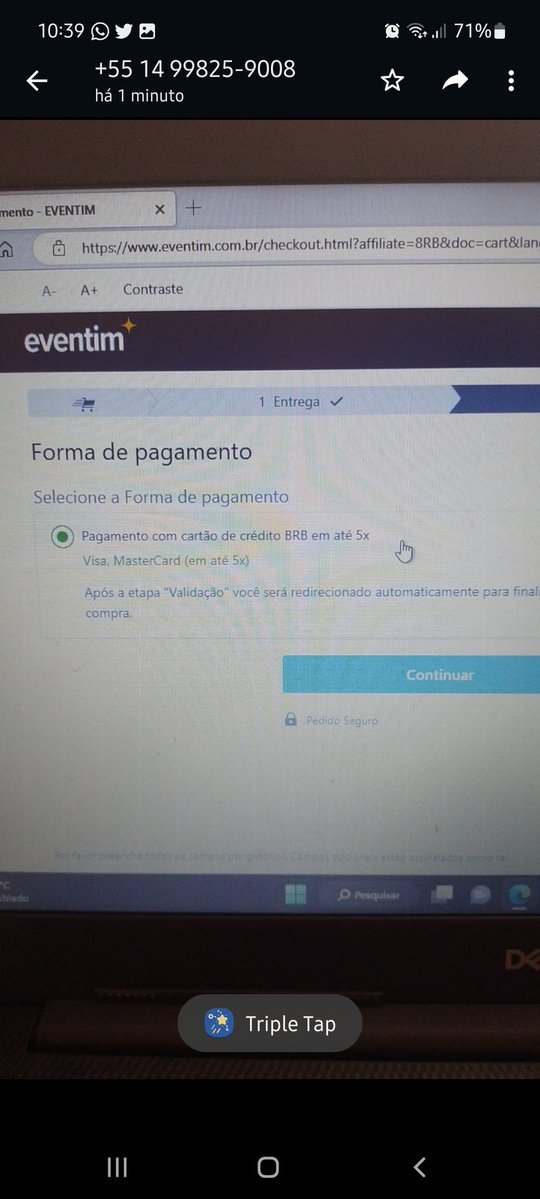 10:39
71%
+55 14 99825-9008
há 1 minuto
mento - EVENTIM
https://www.eventim.com.br/checkout.html?affiliate=8RB&doc=cart&lan
A- A+ Contraste
eventim
1 Entrega
Forma de pagamento
Selecione a Forma de pagamento
Pagamento com cartão de crédito BRB em até 5x
Visa, MasterCard (em até 5x)
Após a etapa "Validação" você será redirecionado automaticamente para final
compra.
Continuar
Pedido Seguro
Por favor preencha todos os campos obrigatórios. Campos opcionais estão assinalados como tal.
°C
ublado
Pesquisar
DE
Triple Tap